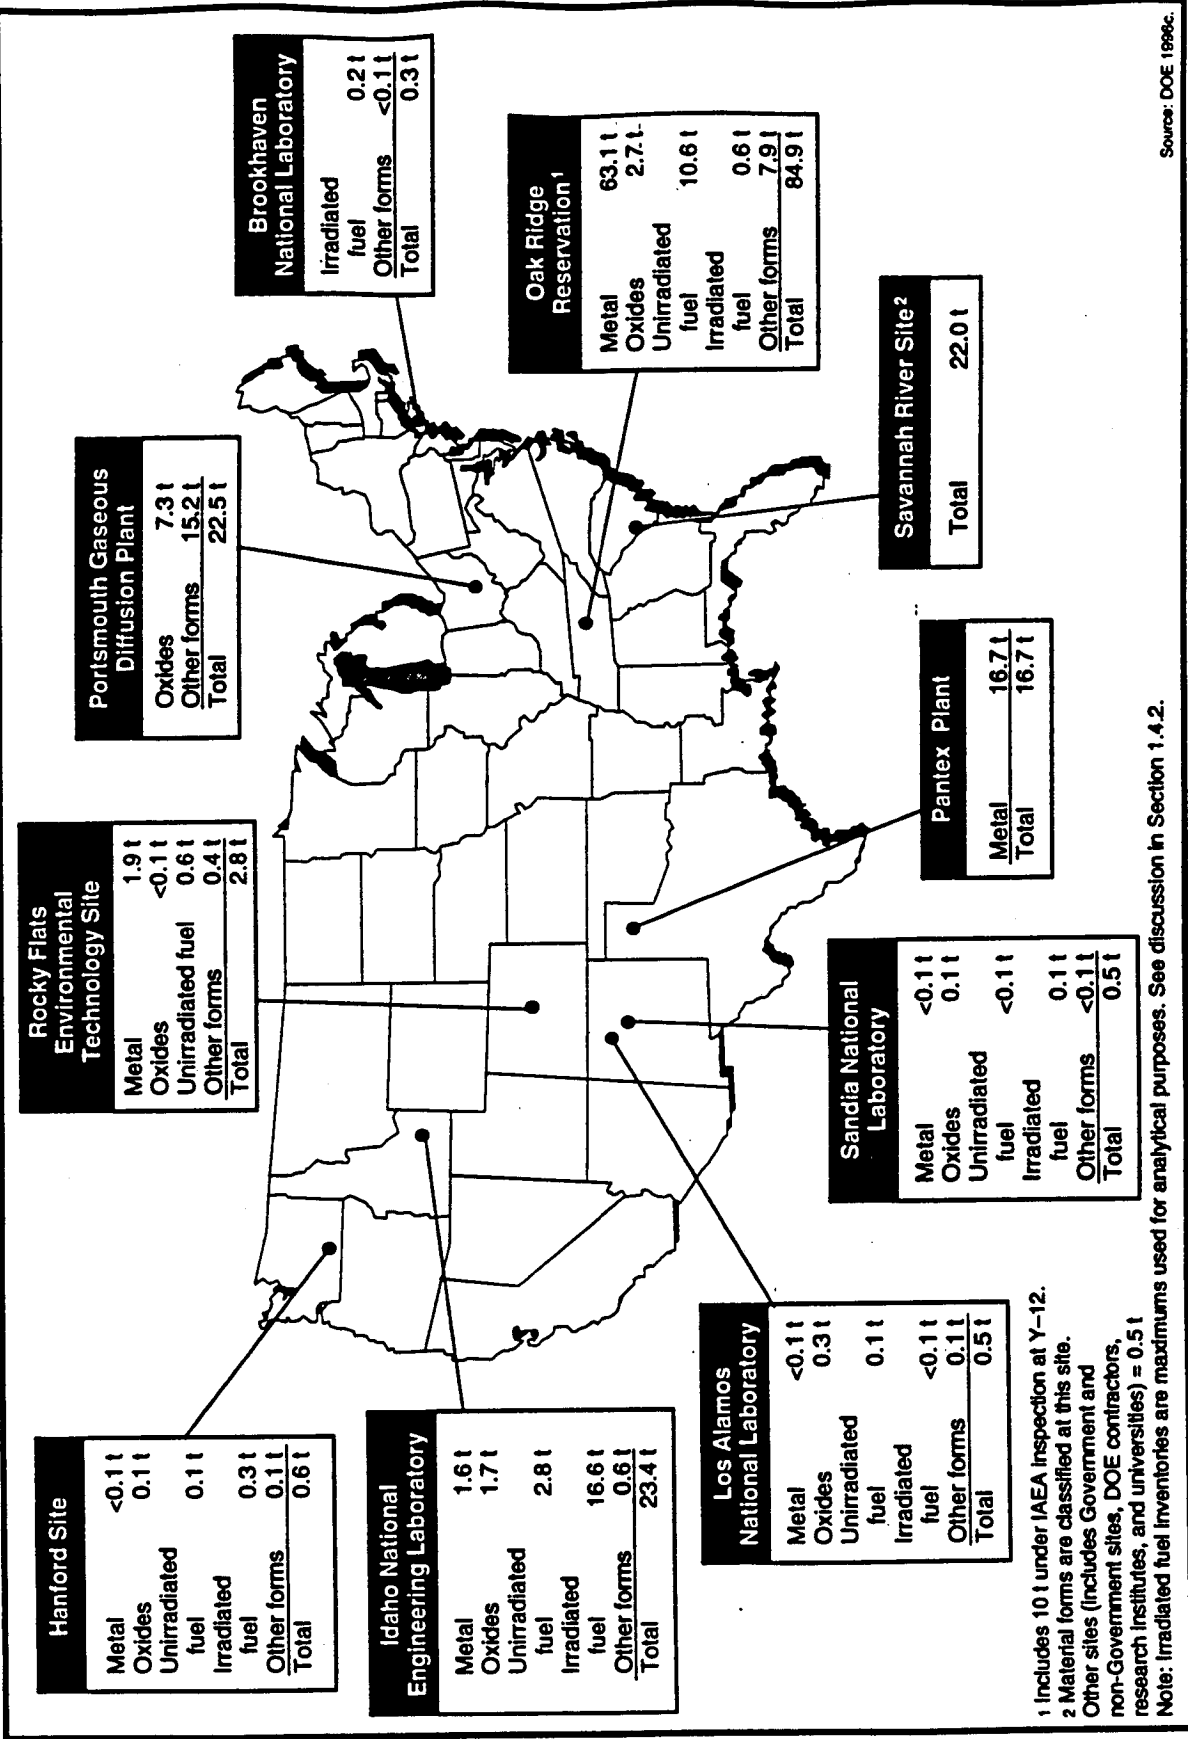 Hanford Site
Metal <0.1 t
Oxides 0.1 t
Unirradiated
fuel 0.1 t
Irradiated
fuel 0.3 t
Other forms 0.1 t
Total 0.6 t
Rocky Flats
Environmental
Technology Site
Metal 1.9 t
Oxides <0.1 t
Unirradiated fuel 0.6 t
Other forms 0.4 t
Total 2.8 t
Portsmouth Gaseous
Diffusion Plant
Oxides 7.3 t
Other forms 15.2 t
Total 22.5 t
Brookhaven
National Laboratory
Irradiated
fuel 0.2 t
Other forms <0.1 t
Total 0.3 t
Idaho National
Engineering Laboratory
Metal 1.6 t
Oxides 1.7 t
Unirradiated
fuel 2.8 t
Irradiated
fuel 16.6 t
Other forms 0.6 t
Total 23.4 t
Oak Ridge
Reservation1
Metal 63.1 t
Oxides 2.7 t
Unirradiated
fuel 10.6 t
Irradiated
fuel 0.6 t
Other forms 7.9 t
Total 84.9 t
Los Alamos
National Laboratory
Metal <0.1 t
Oxides 0.3 t
Unirradiated
fuel 0.1 t
Irradiated
fuel <0.1 t
Other forms 0.1 t
Total 0.5 t
Sandia National
Laboratory
Metal <0.1 t
Oxides 0.1 t
Unirradiated
fuel <0.1 t
Irradiated
fuel 0.1 t
Other forms <0.1 t
Total 0.5 t
Pantex Plant
Metal 16.7 t
Total 16.7 t
Savannah River Site2
Total 22.0 t
1 Includes 10 t under IAEA Inspection at Y–12.
2 Material forms are classified at this site.
Other sites (includes Government and
non-Government sites, DOE contractors,
research institutes, and universities) = 0.5 t
Note: Irradiated fuel inventories are maximums used for analytical purposes. See discussion in Section 1.4.2.
Source: DOE 1996c.